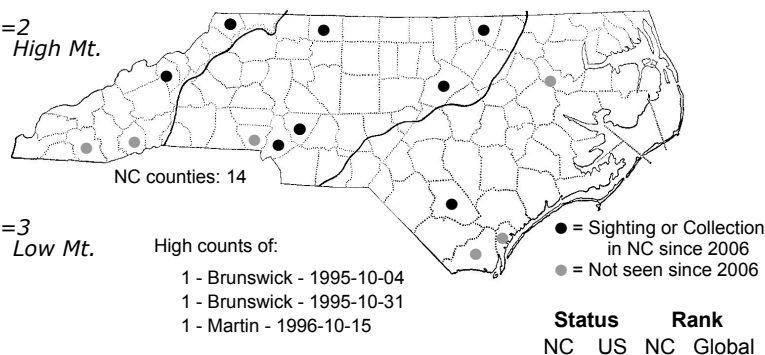 =2
High Mt.
NC counties: 14
=3
Low Mt.
High counts of:
1 - Brunswick - 1995-10-04
1 - Brunswick - 1995-10-31
1 - Martin - 1996-10-15
= Sighting or Collection
in NC since 2006
= Not seen since 2006
Status Rank
NC US NC Global